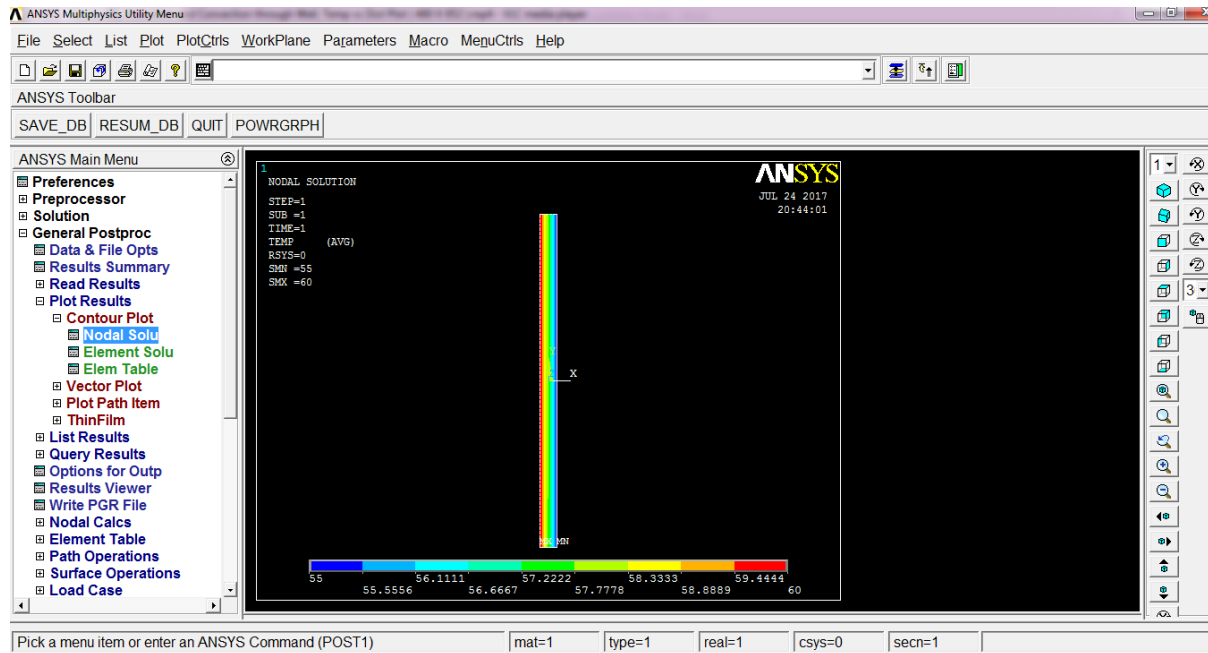 ANSYS Multiphysics Utility Menu
File Select List Plot PlotCtrls WorkPlane Parameters Macro MenuCtrls Help
ANSYS Toolbar
SAVE_DB RESUM_DB QUIT POWRGRPH
ANSYS Main Menu
Preferences
Preprocessor
Solution
General Postproc
Data & File Opts
Results Summary
Read Results
Plot Results
Contour Plot
Nodal Solu
Element Solu
Elem Table
Vector Plot
Plot Path Item
ThinFilm
List Results
Query Results
Options for Outp
Results Viewer
Write PGR File
Nodal Calcs
Element Table
Path Operations
Surface Operations
Load Case
1
NODAL SOLUTION
STEP=1
SUB =1
TIME=1
TEMP (AVG)
RSYS=0
SMN =55
SMX =60
ANSYS
JUL 24 2017
20:44:01
Y
X
MX MN
55 56.1111 57.2222 58.3333 59.4444
55.5556 56.6667 57.7778 58.8889 60
1
3
Pick a menu item or enter an ANSYS Command (POST1) mat=1 type=1 real=1 csys=0 secn=1